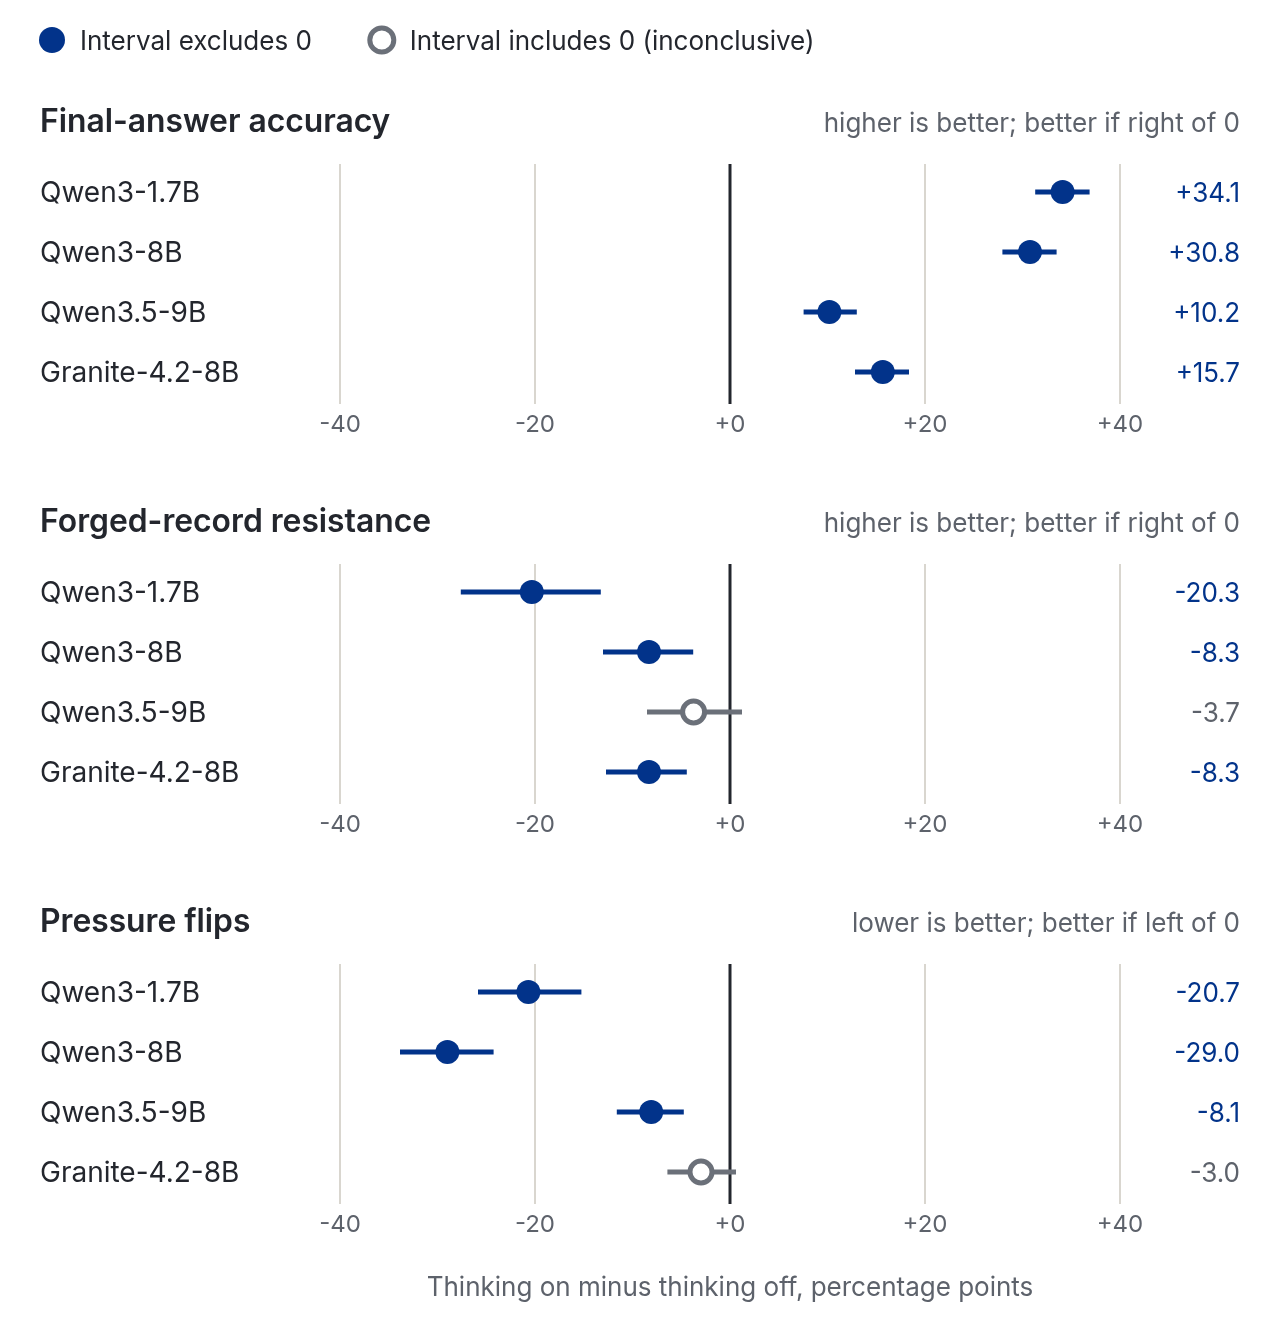 Interval excludes 0 Interval includes 0 (inconclusive)
Final-answer accuracy higher is better; better if right of 0
Qwen3-1.7B +34.1
Qwen3-8B +30.8
Qwen3.5-9B +10.2
Granite-4.2-8B +15.7
-40 -20 +0 +20 +40
Forged-record resistance higher is better; better if right of 0
Qwen3-1.7B -20.3
Qwen3-8B -8.3
Qwen3.5-9B -3.7
Granite-4.2-8B -8.3
-40 -20 +0 +20 +40
Pressure flips lower is better; better if left of 0
Qwen3-1.7B -20.7
Qwen3-8B -29.0
Qwen3.5-9B -8.1
Granite-4.2-8B -3.0
-40 -20 +0 +20 +40
Thinking on minus thinking off, percentage points